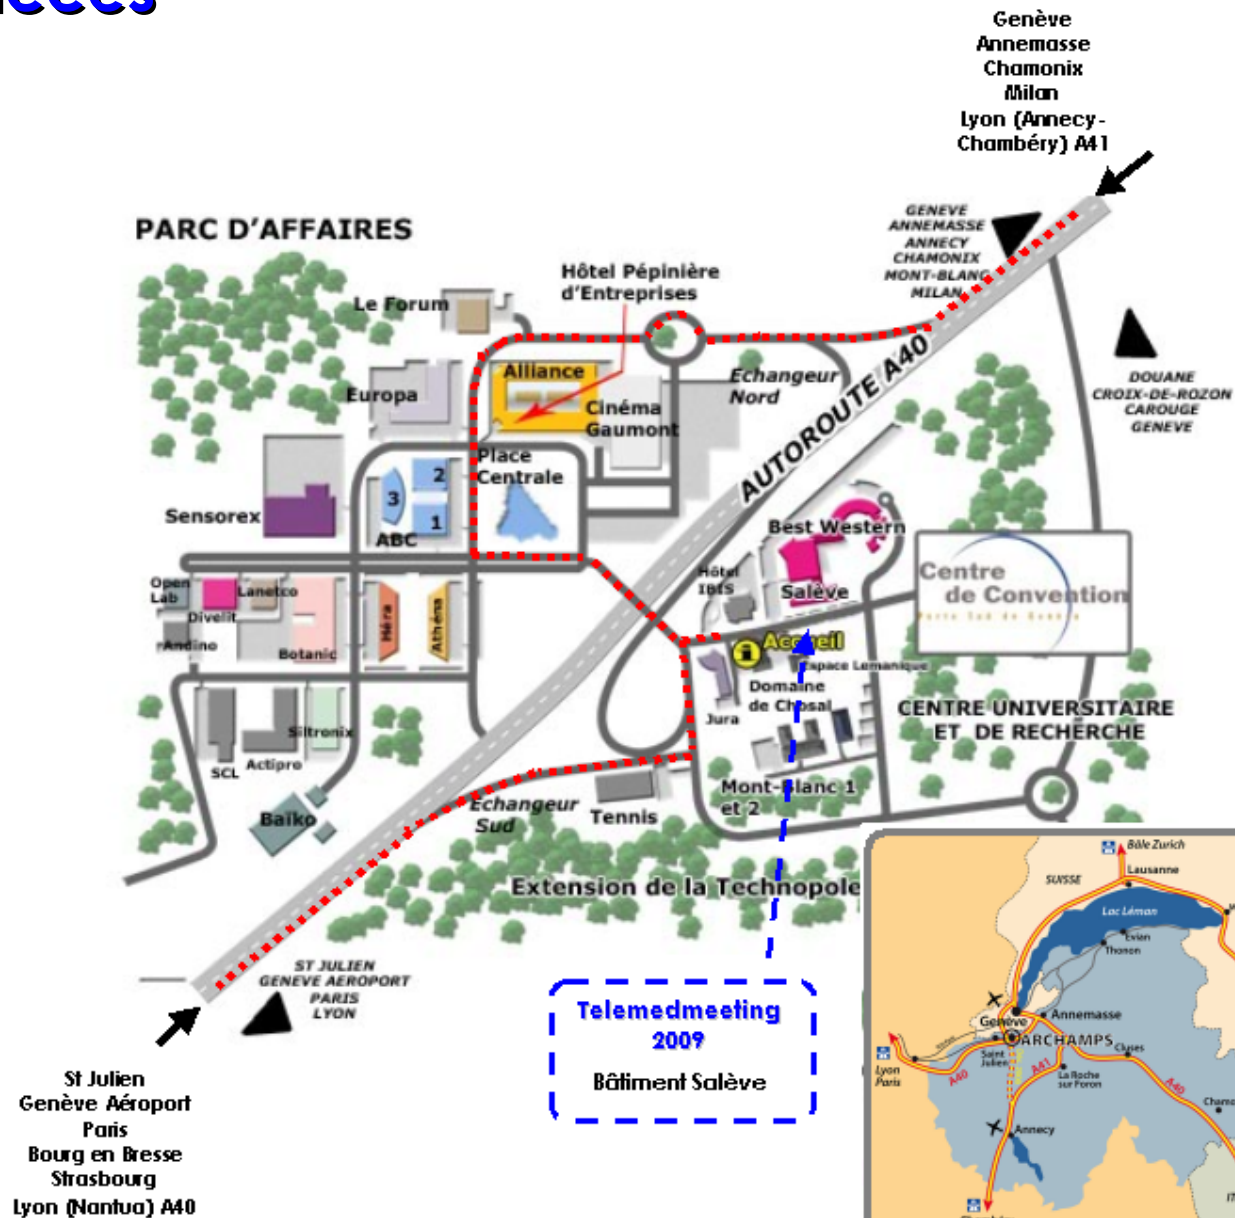 Genève
Annemasse
Chamonix
Milan
Lyon (Annecy-
Chambéry) A41
PARC D'AFFAIRES
GENEVE
ANNEMASSE
ANNECY
CHAMONIX
MONT-BLANC
MILAN
Hôtel Pépinière
d'Entreprises
Le Forum
Alliance
Europa
Cinéma
Gaumont
Echangeur
Nord
AUTOROUTE A40
DOUANE
CROIX-DE-ROZON
CAROUGE
GENEVE
Place
Centrale
2
3
1
ABC
Sensorex
Best Western
Hôtel
IBIS
Salève
Centre
de Convention
Open
Lab
Lanetco
Divelit
Andino
Botanic
Héra
Athéna
Accueil
i
Espace Lemanique
Domaine
de Chosal
Jura
CENTRE UNIVERSITAIRE
ET DE RECHERCHE
Siltronix
SCL
Actipro
Mont-Blanc 1
et 2
Baïko
Echangeur
Sud
Tennis
Extension de la Technopole
ST JULIEN
GENEVE AEROPORT
PARIS
LYON
Telemedmeeting
2009
Bâtiment Salève
St Julien
Genève Aéroport
Paris
Bourg en Bresse
Strasbourg
Lyon (Nantua) A40
Bâle Zurich
SUISSE
Lausanne
Lac Léman
Evian
Thonon
Genève
Annemasse
ARCHAMPS
Saint
Julien
Cluses
Lyon
Paris
A40
A41
La Roche
sur Foron
A40
Annecy